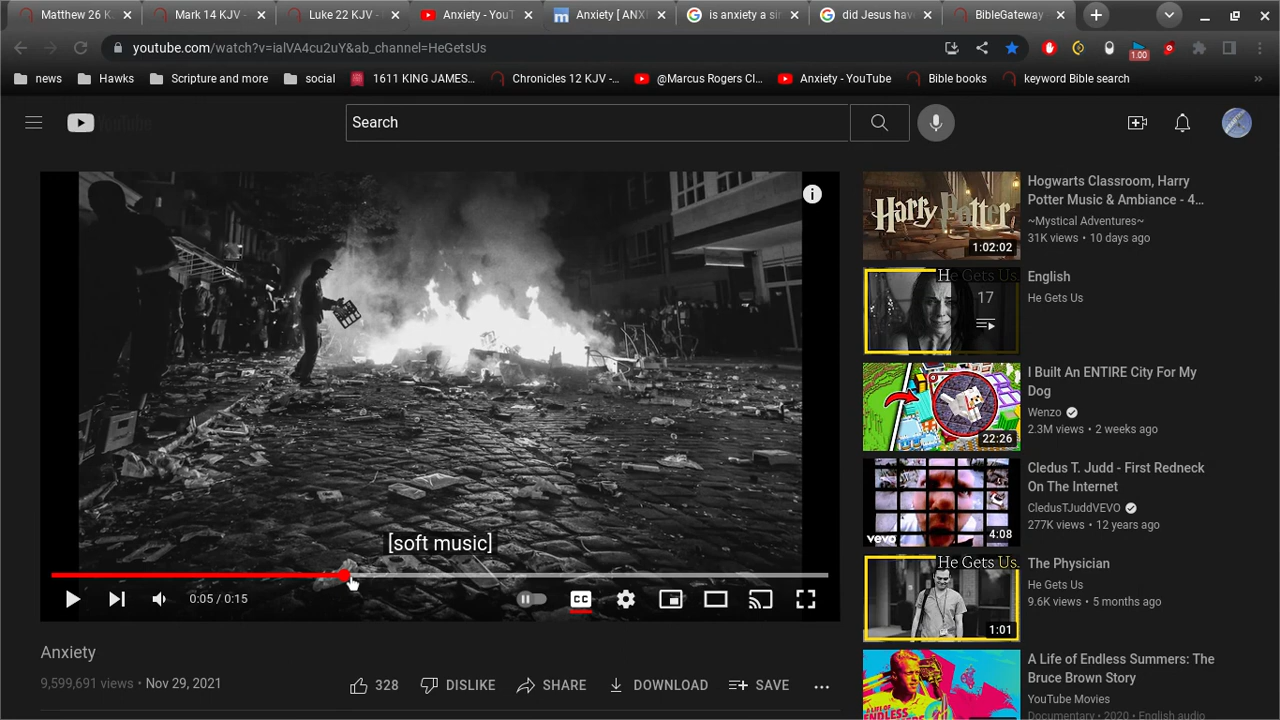 Matthew 26 K
Mark 14 KJV -
Luke 22 KJV -
Anxiety - YouT
Anxiety [ ANX
is anxiety a si
did Jesus hav
BibleGateway
youtube.com/watch?v=ialVA4cu2uY&ab_channel=HeGetsUs
1.00
news
Hawks
Scripture and more
social
1611 KING JAMES...
Chronicles 12 KJV -...
@Marcus Rogers Cl...
Anxiety - YouTube
Bible books
keyword Bible search
»
YouTube
Search
[soft music]
0:05 / 0:15
CC
Anxiety
9,599,691 views • Nov 29, 2021
328
DISLIKE
SHARE
DOWNLOAD
SAVE
Harry Potter
1:02:02
Hogwarts Classroom, Harry
Potter Music & Ambiance - 4...
~Mystical Adventures~
31K views • 10 days ago
He Gets Us.
17
English
He Gets Us
22:26
I Built An ENTIRE City For My
Dog
Wenzo
2.3M views • 2 weeks ago
vevo
4:08
Cledus T. Judd - First Redneck
On The Internet
CledusTJuddVEVO
277K views • 12 years ago
He Gets Us.
1:01
The Physician
He Gets Us
9.6K views • 5 months ago
A LIFE OF
ENDLESS
A Life of Endless Summers: The
Bruce Brown Story
YouTube Movies
Documentary • 2020 • English audio